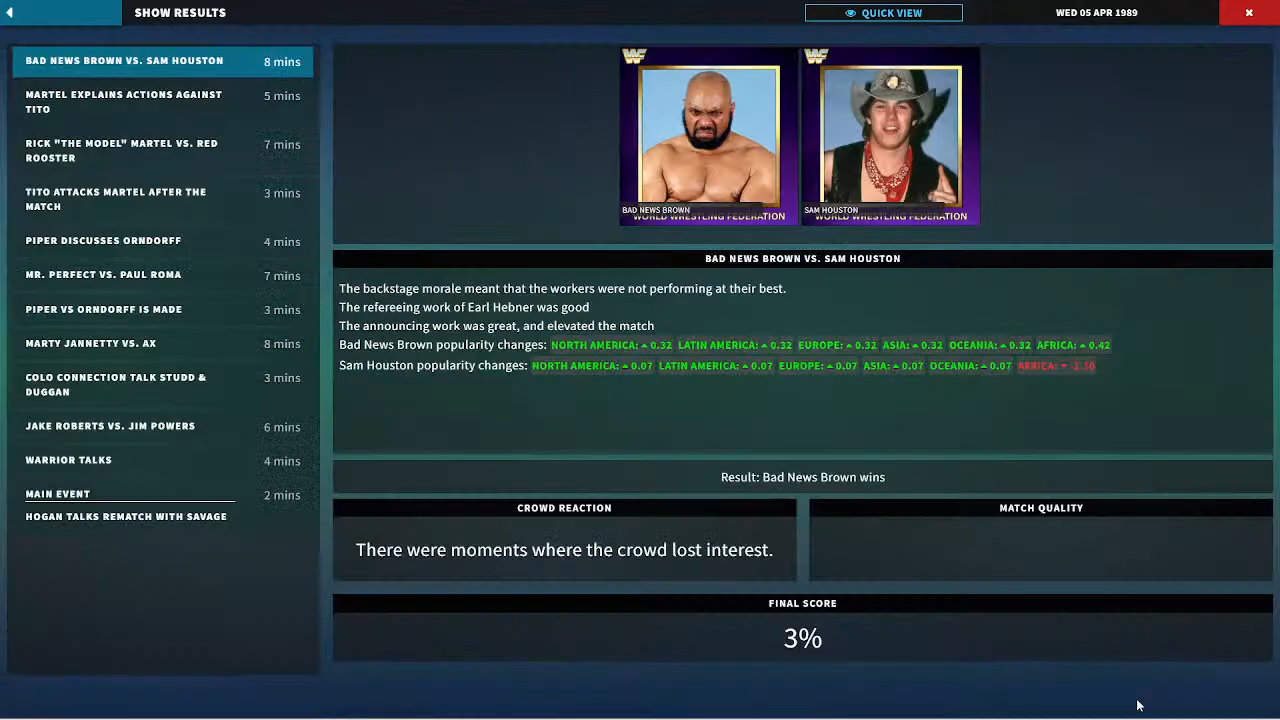 SHOW RESULTS
QUICK VIEW
WED 05 APR 1989
BAD NEWS BROWN VS. SAM HOUSTON
8 mins
MARTEL EXPLAINS ACTIONS AGAINST
TITO
5 mins
RICK "THE MODEL" MARTEL VS. RED
ROOSTER
7 mins
TITO ATTACKS MARTEL AFTER THE
MATCH
3 mins
PIPER DISCUSSES ORNDORFF
4 mins
MR. PERFECT VS. PAUL ROMA
7 mins
PIPER VS ORNDORFF IS MADE
3 mins
MARTY JANNETTY VS. AX
8 mins
COLO CONNECTION TALK STUDD &
DUGGAN
3 mins
JAKE ROBERTS VS. JIM POWERS
6 mins
WARRIOR TALKS
4 mins
MAIN EVENT
2 mins
HOGAN TALKS REMATCH WITH SAVAGE
BAD NEWS BROWN
WORLD WRESTLING FEDERATION
SAM HOUSTON
WORLD WRESTLING FEDERATION
BAD NEWS BROWN VS. SAM HOUSTON
The backstage morale meant that the workers were not performing at their best.
The refereeing work of Earl Hebner was good
The announcing work was great, and elevated the match
Bad News Brown popularity changes: NORTH AMERICA: 0.32 LATIN AMERICA: 0.32 EUROPE: 0.32 ASIA: 0.32 OCEANIA: 0.32 AFRICA: 0.42
Sam Houston popularity changes: NORTH AMERICA: 0.07 LATIN AMERICA: 0.07 EUROPE: 0.07 ASIA: 0.07 OCEANIA: 0.07 AFRICA:
Result: Bad News Brown wins
CROWD REACTION
There were moments where the crowd lost interest.
MATCH QUALITY
FINAL SCORE
3%